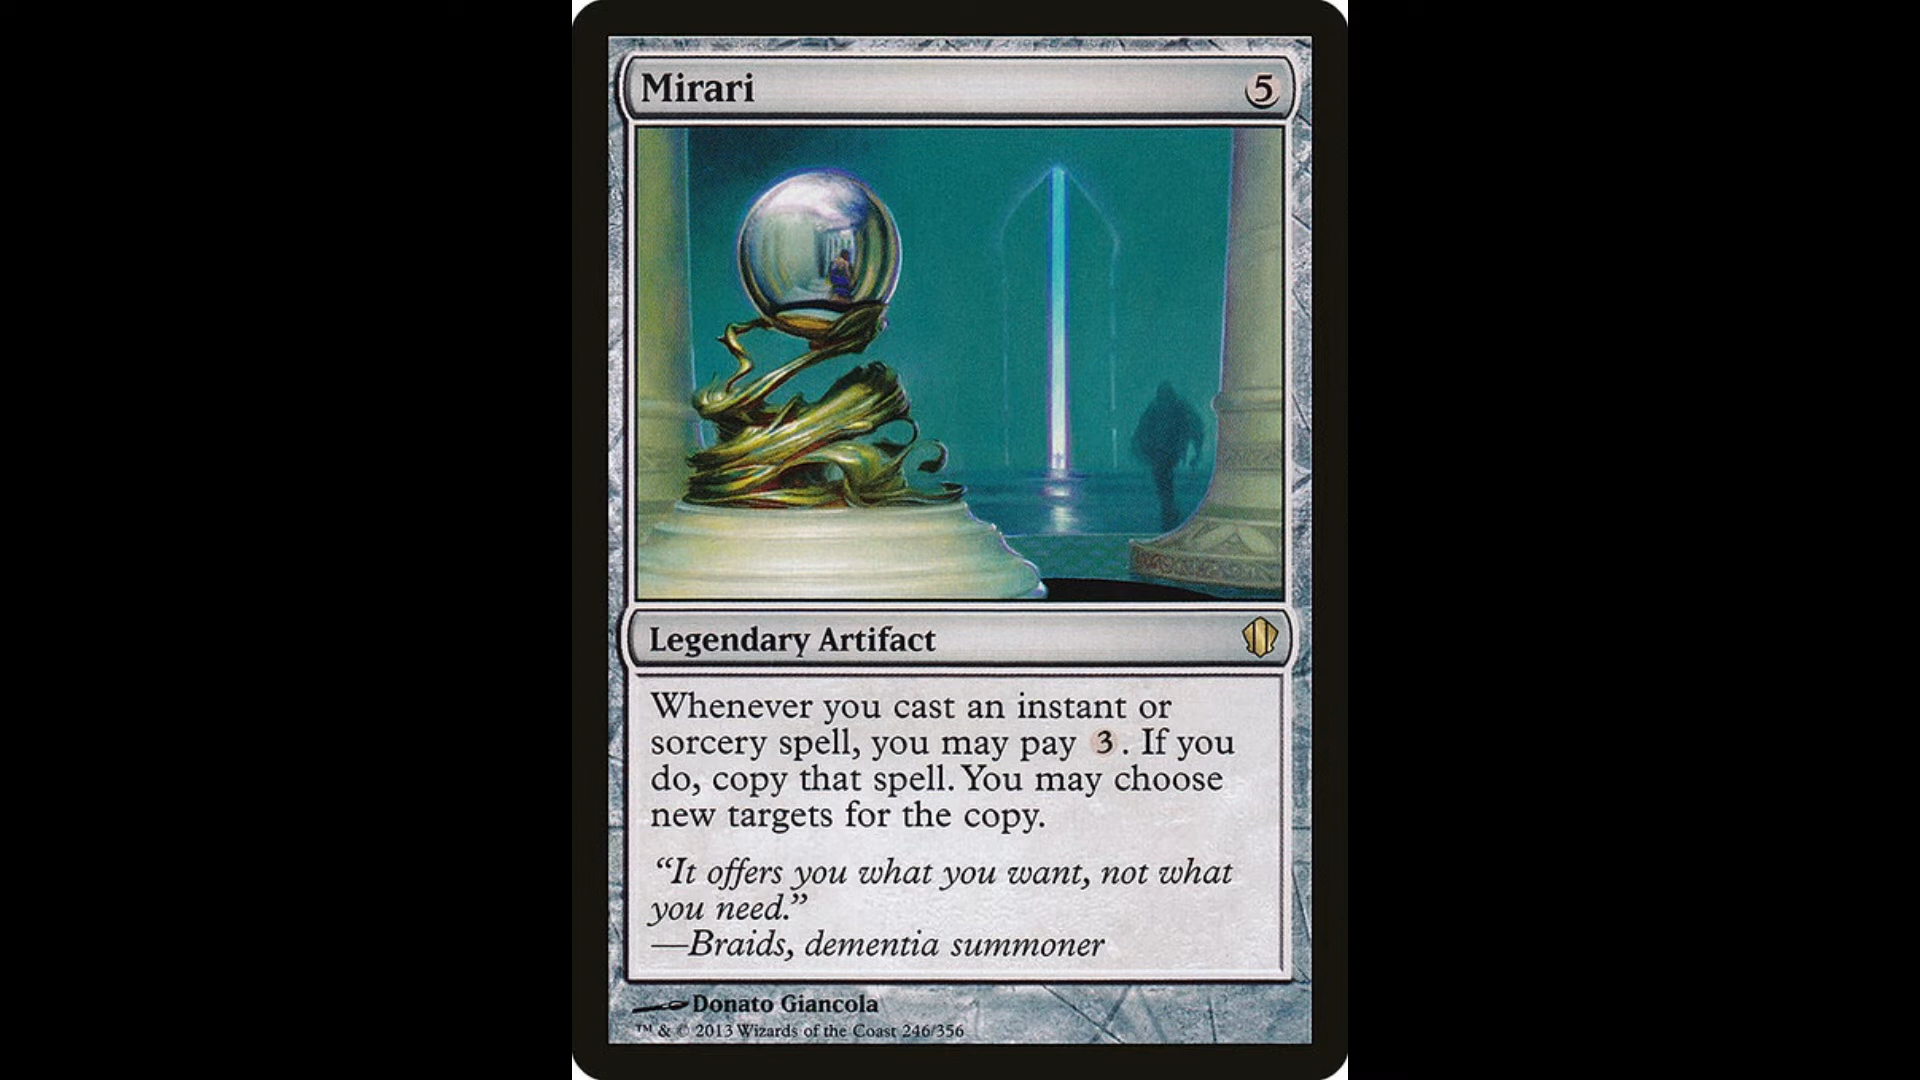 Mirari 5
Legendary Artifact
Whenever you cast an instant or
sorcery spell, you may pay 3. If you
do, copy that spell. You may choose
new targets for the copy.
“It offers you what you want, not what
you need.”
—Braids, dementia summoner
Donato Giancola
™ & © 2013 Wizards of the Coast 246/356